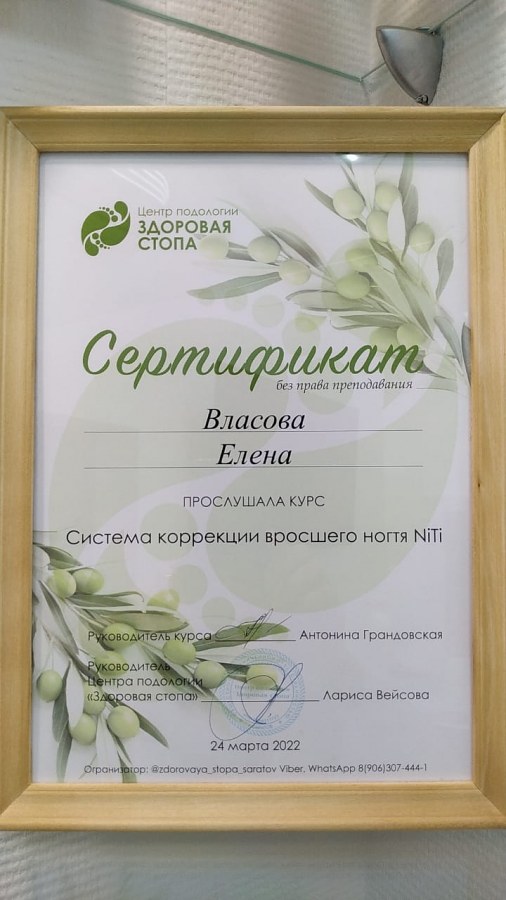 Центр подологии
ЗДОРОВАЯ
СТОПА
Сертификат
без права преподавания
Власова
Елена
ПРОСЛУШАЛА КУРС
Система коррекции вросшего ногтя NiTi
Руководитель курса Антонина Грандовская
Руководитель
Центра подологии
«Здоровая стопа» Лариса Вейсова
24 марта 2022
Огранизатор: @zdorovaya_stopa_saratov Viber, WhatsApp 8(906)307-444-1